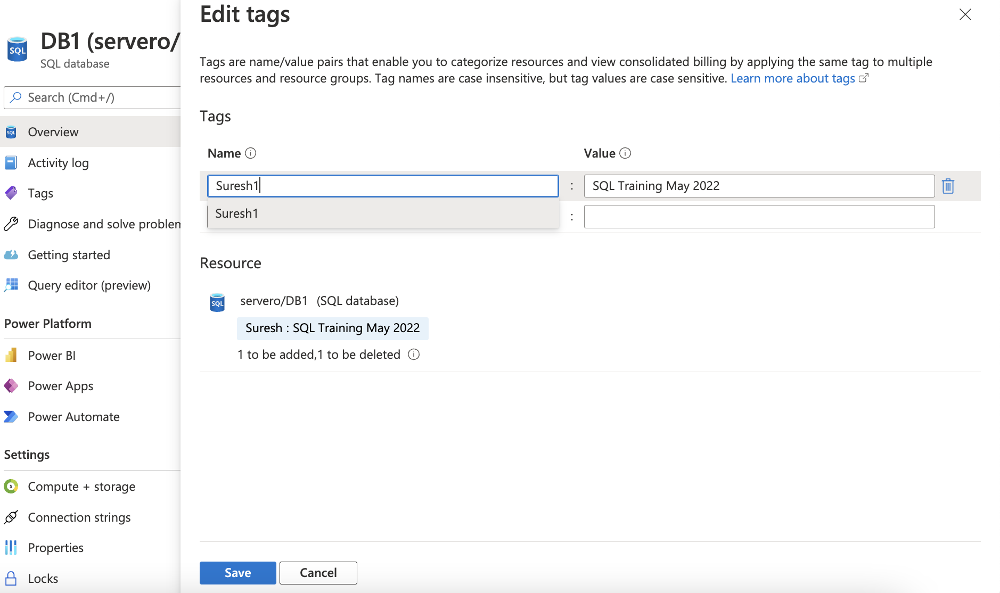 DB1 (servero/
SQL
SQL database
Search (Cmd+/)
SQL
Overview
Activity log
Tags
Diagnose and solve problem
Getting started
Query editor (preview)
Power Platform
Power BI
Power Apps
Power Automate
Settings
Compute + storage
Connection strings
Properties
Locks
Edit tags
Tags are name/value pairs that enable you to categorize resources and view consolidated billing by applying the same tag to multiple
resources and resource groups. Tag names are case insensitive, but tag values are case sensitive. Learn more about tags
Tags
Name Value
Suresh1 : SQL Training May 2022
Suresh1 :
Resource
SQL servero/DB1 (SQL database)
Suresh : SQL Training May 2022
1 to be added,1 to be deleted
Save Cancel